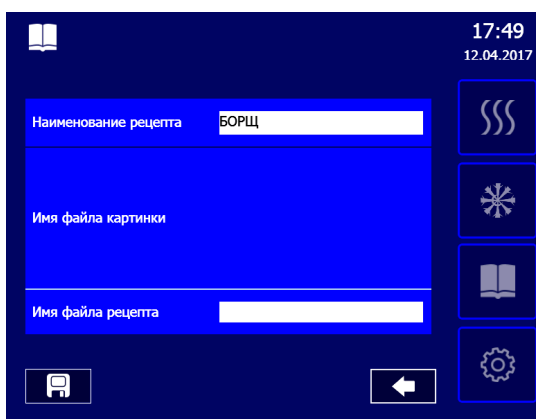 17:49
12.04.2017
Наименование рецепта БОРЩ
Имя файла картинки
Имя файла рецепта